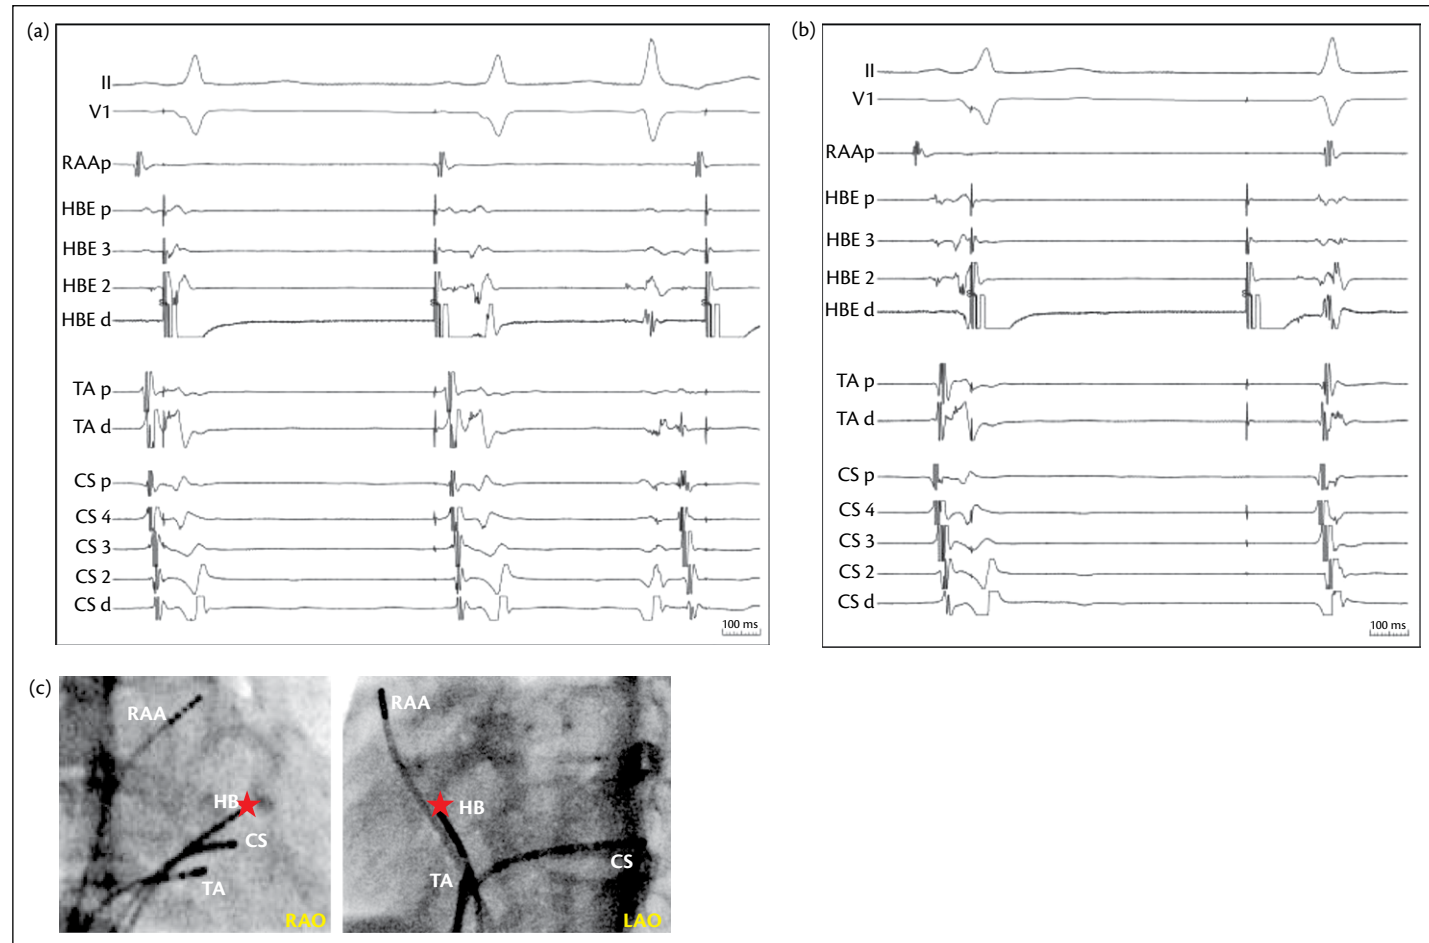 (a)
II
V1
RAAp
HBE p
HBE 3
HBE 2
HBE d
TA p
TA d
CS p
CS 4
CS 3
CS 2
CS d
100 ms
(b)
II
V1
RAAp
HBE p
HBE 3
HBE 2
HBE d
TA p
TA d
CS p
CS 4
CS 3
CS 2
CS d
100 ms
(c)
RAA
HB
CS
TA
RAO
RAA
HB
TA
CS
LAO